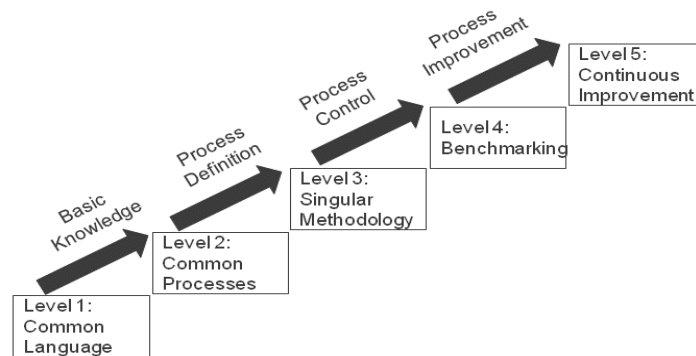 Basic
Knowledge
Process
Definition
Process
Control
Process
Improvement
Level 1:
Common
Language
Level 2:
Common
Processes
Level 3:
Singular
Methodology
Level 4:
Benchmarking
Level 5:
Continuous
Improvement